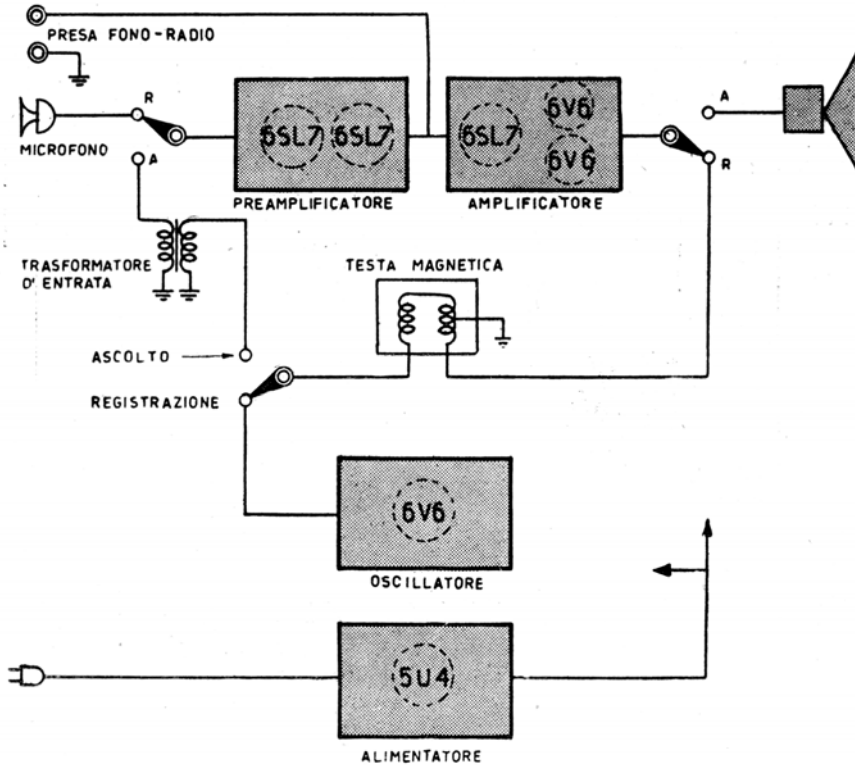 PRESA FONO-RADIO
R
MICROFONO
A
6SL7 6SL7
PREAMPLIFICATORE
6SL7
6V6
6V6
AMPLIFICATORE
A
R
TRASFORMATORE
D'ENTRATA
TESTA MAGNETICA
ASCOLTO
REGISTRAZIONE
6V6
OSCILLATORE
5U4
ALIMENTATORE